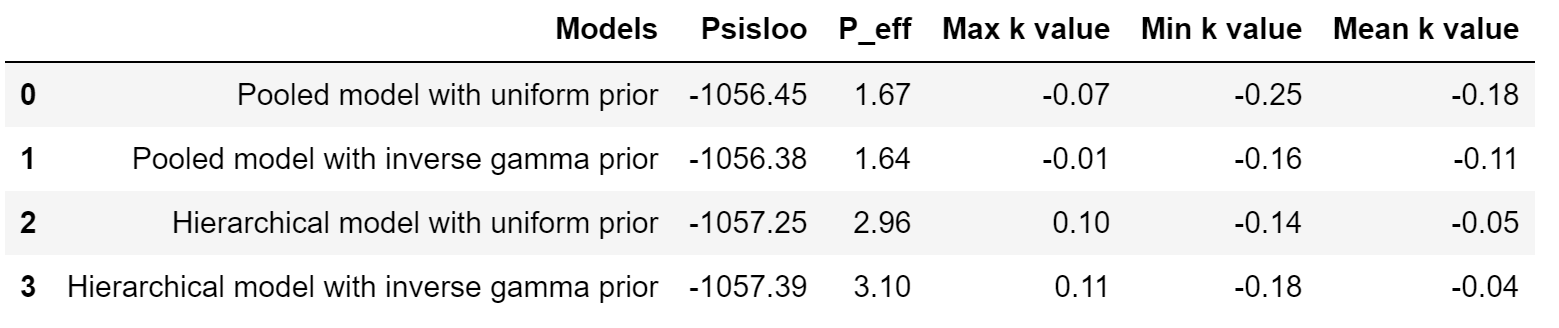 Models Psisloo P_eff Max k value Min k value Mean k value
0 Pooled model with uniform prior -1056.45 1.67 -0.07 -0.25 -0.18
1 Pooled model with inverse gamma prior -1056.38 1.64 -0.01 -0.16 -0.11
2 Hierarchical model with uniform prior -1057.25 2.96 0.10 -0.14 -0.05
3 Hierarchical model with inverse gamma prior -1057.39 3.10 0.11 -0.18 -0.04